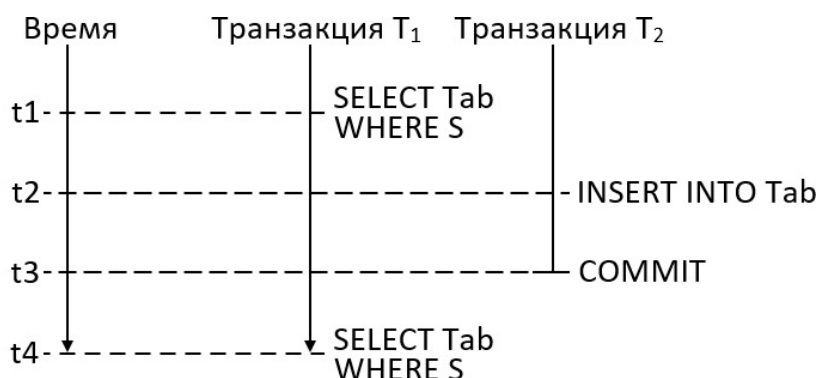 Время Транзакция T₁ Транзакция T₂
t1 SELECT Tab
WHERE S
t2 INSERT INTO Tab
t3 COMMIT
t4 SELECT Tab
WHERE S